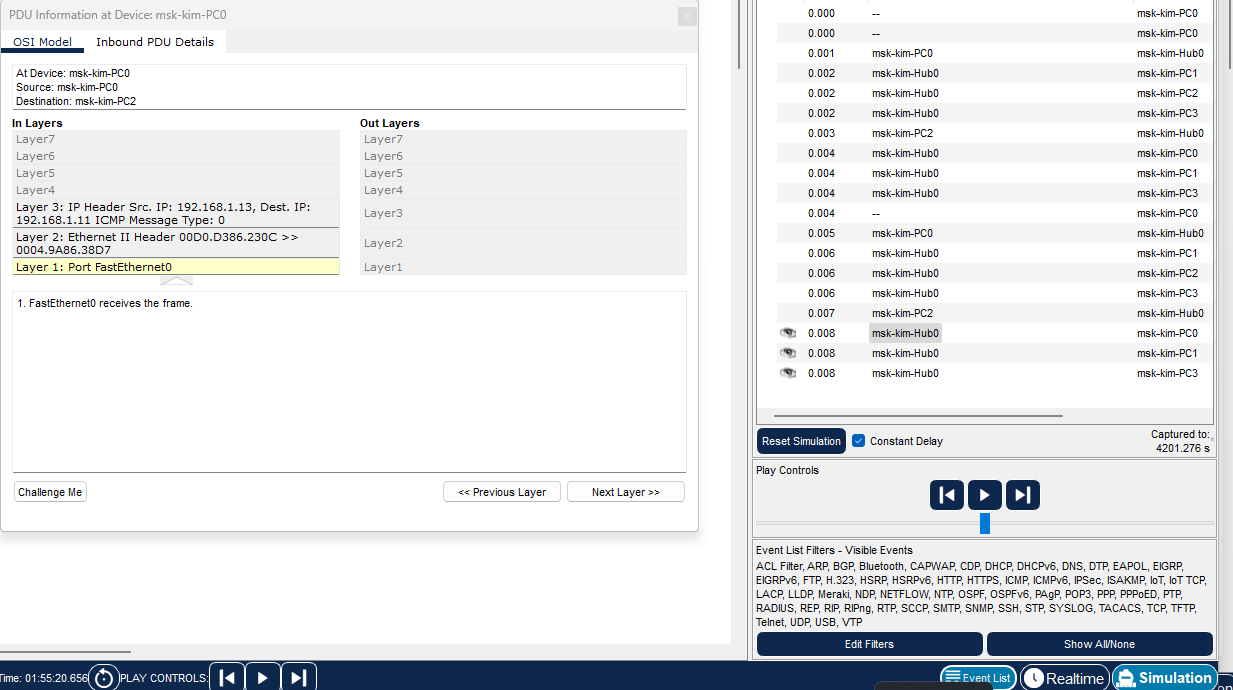 PDU Information at Device: msk-kim-PC0
OSI Model Inbound PDU Details
At Device: msk-kim-PC0
Source: msk-kim-PC0
Destination: msk-kim-PC2
In Layers
Layer7
Layer6
Layer5
Layer4
Layer 3: IP Header Src. IP: 192.168.1.13, Dest. IP:
192.168.1.11 ICMP Message Type: 0
Layer 2: Ethernet II Header 00D0.D386.230C >>
0004.9A86.38D7
Layer 1: Port FastEthernet0
Out Layers
Layer7
Layer6
Layer5
Layer4
Layer3
Layer2
Layer1
1. FastEthernet0 receives the frame.
Challenge Me
<< Previous Layer
Next Layer >>
0.000 -- msk-kim-PC0
0.000 -- msk-kim-PC0
0.001 msk-kim-PC0 msk-kim-Hub0
0.002 msk-kim-Hub0 msk-kim-PC1
0.002 msk-kim-Hub0 msk-kim-PC2
0.002 msk-kim-Hub0 msk-kim-PC3
0.003 msk-kim-PC2 msk-kim-Hub0
0.004 msk-kim-Hub0 msk-kim-PC0
0.004 msk-kim-Hub0 msk-kim-PC1
0.004 msk-kim-Hub0 msk-kim-PC3
0.004 -- msk-kim-PC0
0.005 msk-kim-PC0 msk-kim-Hub0
0.006 msk-kim-Hub0 msk-kim-PC1
0.006 msk-kim-Hub0 msk-kim-PC2
0.006 msk-kim-Hub0 msk-kim-PC3
0.007 msk-kim-PC2 msk-kim-Hub0
0.008 msk-kim-Hub0 msk-kim-PC0
0.008 msk-kim-Hub0 msk-kim-PC1
0.008 msk-kim-Hub0 msk-kim-PC3
Reset Simulation
Constant Delay
Captured to:
4201.276 s
Play Controls
Event List Filters - Visible Events
ACL Filter, ARP, BGP, Bluetooth, CAPWAP, CDP, DHCP, DHCPv6, DNS, DTP, EAPOL, EIGRP,
EIGRPv6, FTP, H.323, HSRP, HSRPv6, HTTP, HTTPS, ICMP, ICMPv6, IPSec, ISAKMP, IoT, IoT TCP,
LACP, LLDP, Meraki, NDP, NETFLOW, NTP, OSPF, OSPFv6, PAgP, POP3, PPP, PPPoED, PTP,
RADIUS, REP, RIP, RIPng, RTP, SCCP, SMTP, SNMP, SSH, STP, SYSLOG, TACACS, TCP, TFTP,
Telnet, UDP, USB, VTP
Edit Filters
Show All/None
Time: 01:55:20.656
PLAY CONTROLS:
Event List
Realtime
Simulation